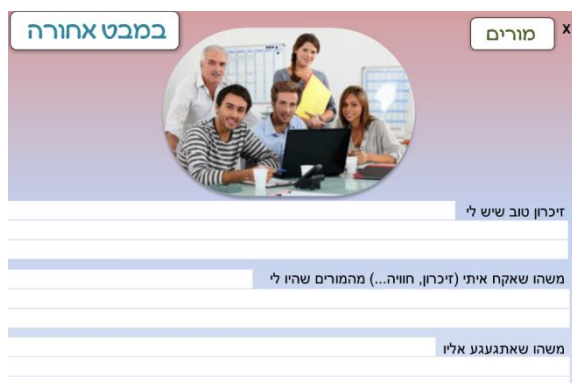 במבט אחורה
מורים
x
זיכרון טוב שיש לי
משהו שאקח איתי (זיכרון, חוויה...) מהמורים שהיו לי
משהו שאתגעגע אליו